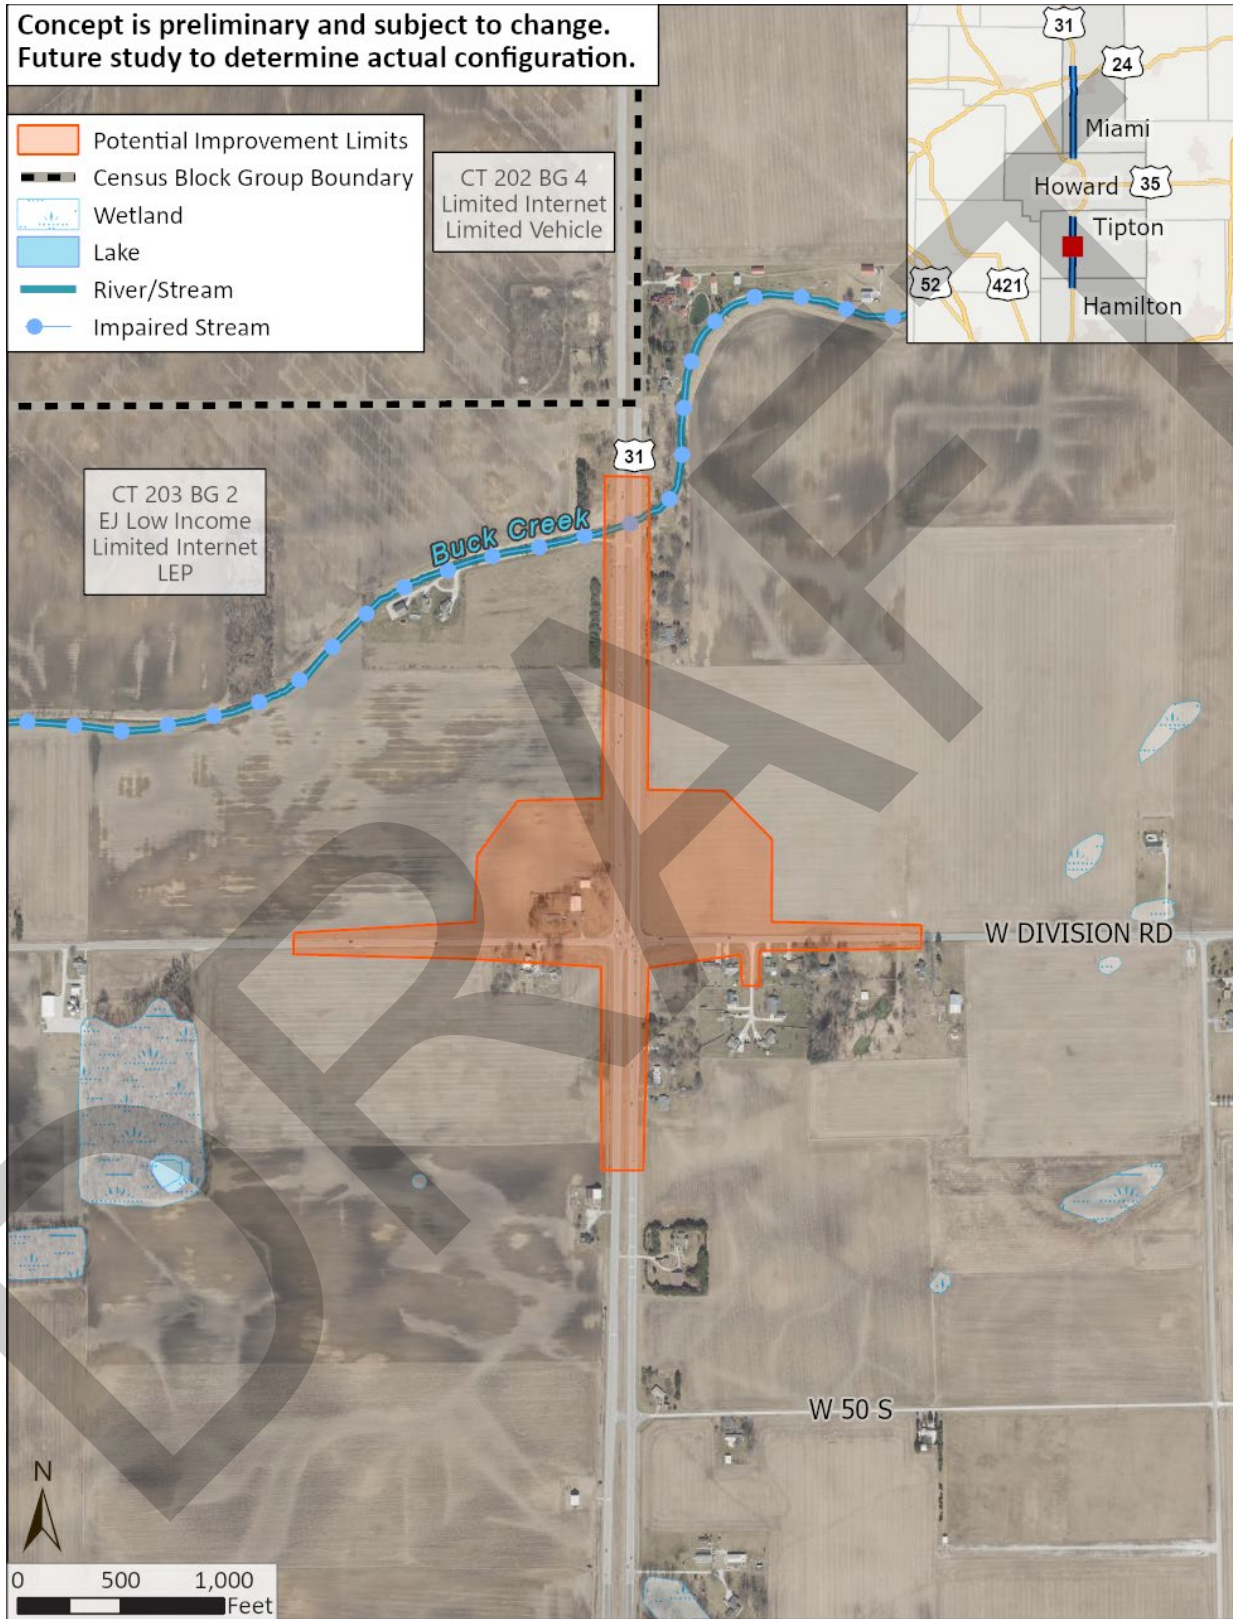 Concept is preliminary and subject to change.
Future study to determine actual configuration.
Potential Improvement Limits
Census Block Group Boundary
Wetland
Lake
River/Stream
Impaired Stream
CT 202 BG 4
Limited Internet
Limited Vehicle
31
24
Miami
Howard
35
Tipton
52
421
Hamilton
31
CT 203 BG 2
EJ Low Income
Limited Internet
LEP
Buck Creek
W DIVISION RD
W 50 S
DRAFT
N
0 500 1,000
Feet